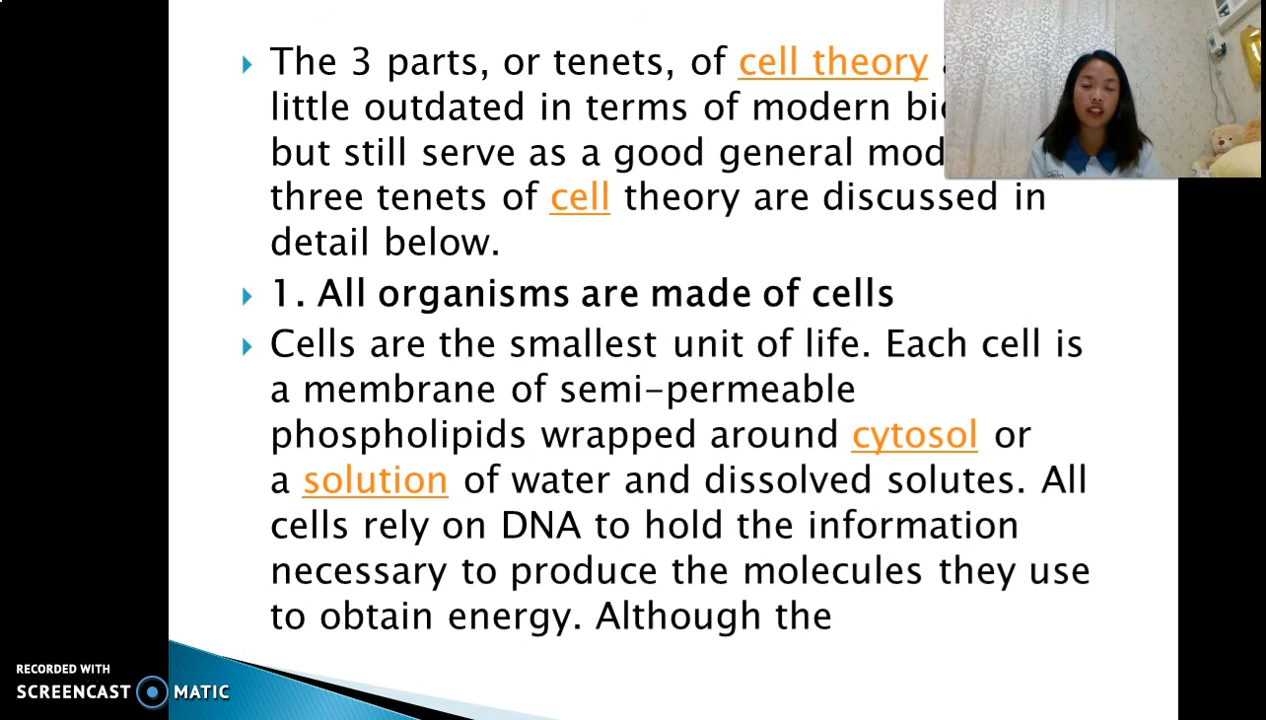 The 3 parts, or tenets, of cell theory
little outdated in terms of modern
but still serve as a good general
three tenets of cell theory are discussed in
detail below.
1. All organisms are made of cells
Cells are the smallest unit of life. Each cell is
a membrane of semi-permeable
phospholipids wrapped around cytosol or
a solution of water and dissolved solutes. All
cells rely on DNA to hold the information
necessary to produce the molecules they use
to obtain energy. Although the
RECORDED WITH
SCREENCAST MATIC